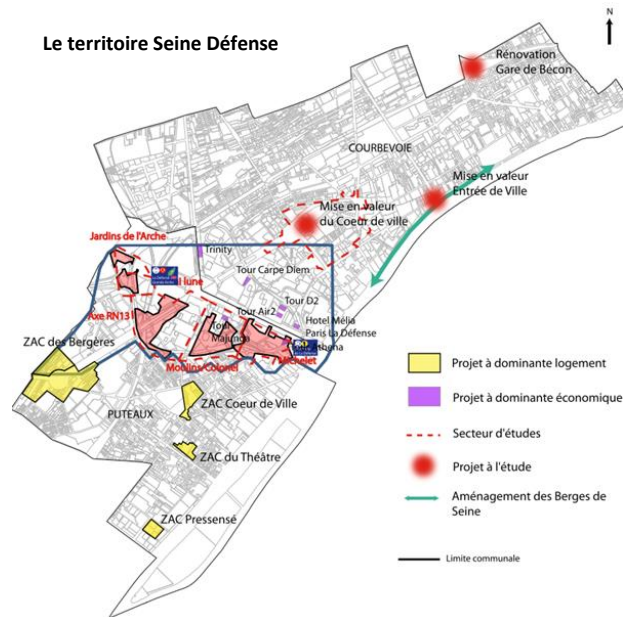 Le territoire Seine Défense
N
Rénovation
Gare de Bécon
COURBEVOIE
Mise en valeur
Entrée de Ville
Mise en valeur
du Coeur de ville
Jardins de l'Arche
Trinity
Tour Carpe Diem
Axe RN13
Tour D2
Tour Air2
Hotel Mélia
Paris La Défense
Tour
Majunga
Athena
ZAC des Bergères
Moulins/Colonel
Michelet
PUTEAUX
ZAC Coeur de Ville
ZAC du Théâtre
ZAC Pressensé
Projet à dominante logement
Projet à dominante économique
Secteur d'études
Projet à l'étude
Aménagement des Berges de
Seine
Limite communale